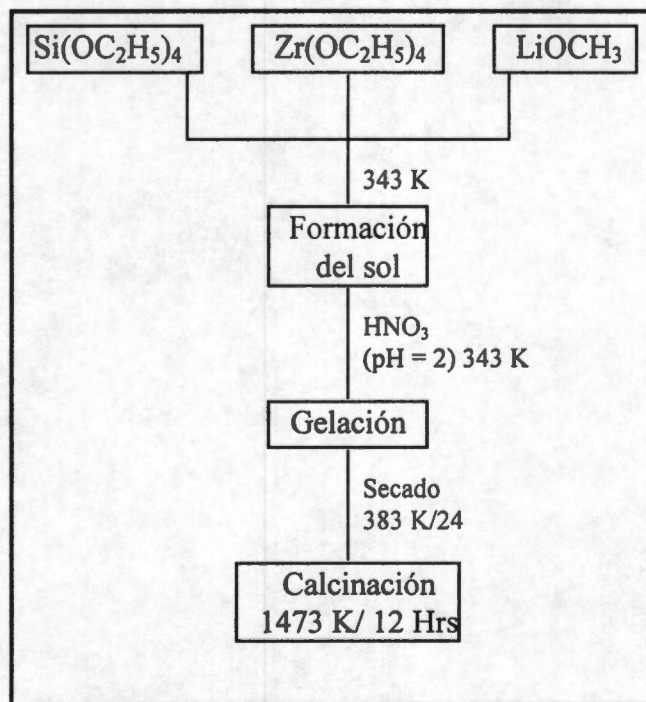 Si(OC₂H₅)₄ Zr(OC₂H₅)₄ LiOCH₃
343 K
Formación
del sol
HNO₃
(pH = 2) 343 K
Gelación
Secado
383 K/24
Calcinación
1473 K/ 12 Hrs